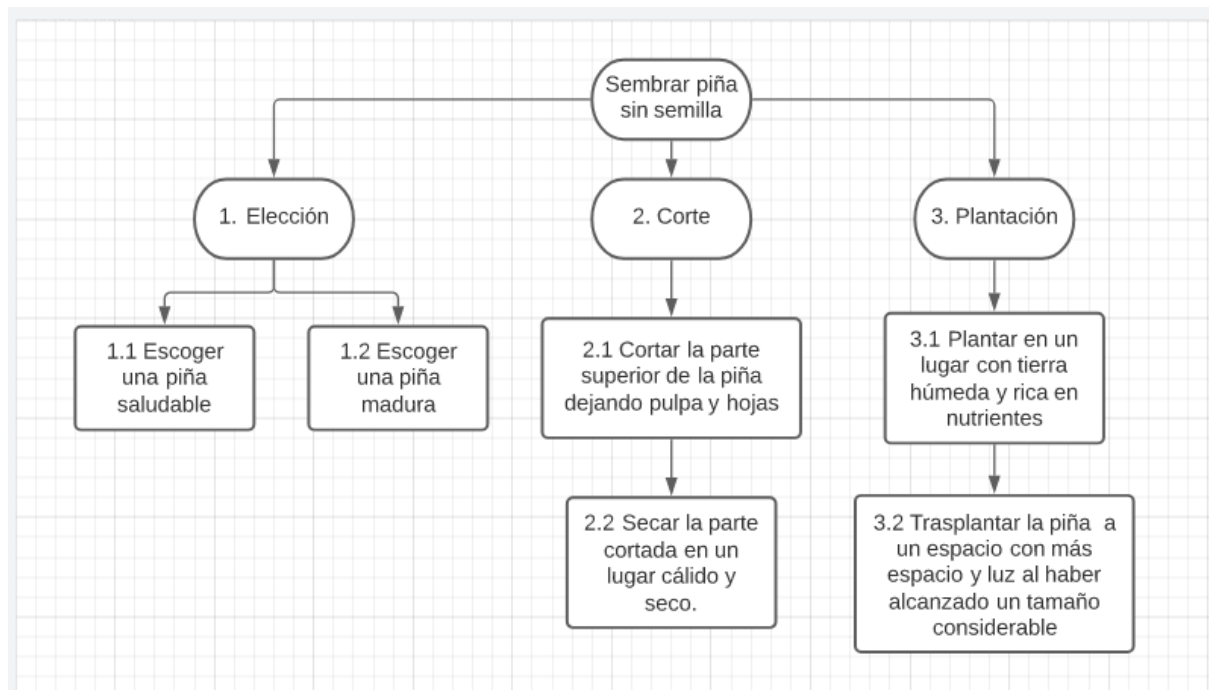 Sembrar piña
sin semilla
1. Elección
2. Corte
3. Plantación
1.1 Escoger
una piña
saludable
1.2 Escoger
una piña
madura
2.1 Cortar la parte
superior de la piña
dejando pulpa y hojas
3.1 Plantar en un
lugar con tierra
húmeda y rica en
nutrientes
2.2 Secar la parte
cortada en un
lugar cálido y
seco.
3.2 Trasplantar la piña a
un espacio con más
espacio y luz al haber
alcanzado un tamaño
considerable